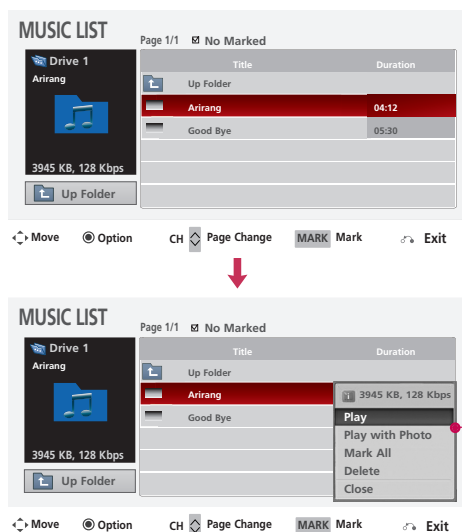 MUSIC LIST
Page 1/1 No Marked
Drive 1
Arirang
3945 KB, 128 Kbps
Up Folder
Title Duration
Up Folder
Arirang 04:12
Good Bye 05:30
Move Option CH Page Change MARK Mark Exit
MUSIC LIST
Page 1/1 No Marked
Drive 1
Arirang
3945 KB, 128 Kbps
Up Folder
Title Duration
Up Folder
Arirang
Good Bye
3945 KB, 128 Kbps
Play
Play with Photo
Mark All
Delete
Close
Move Option CH Page Change MARK Mark Exit